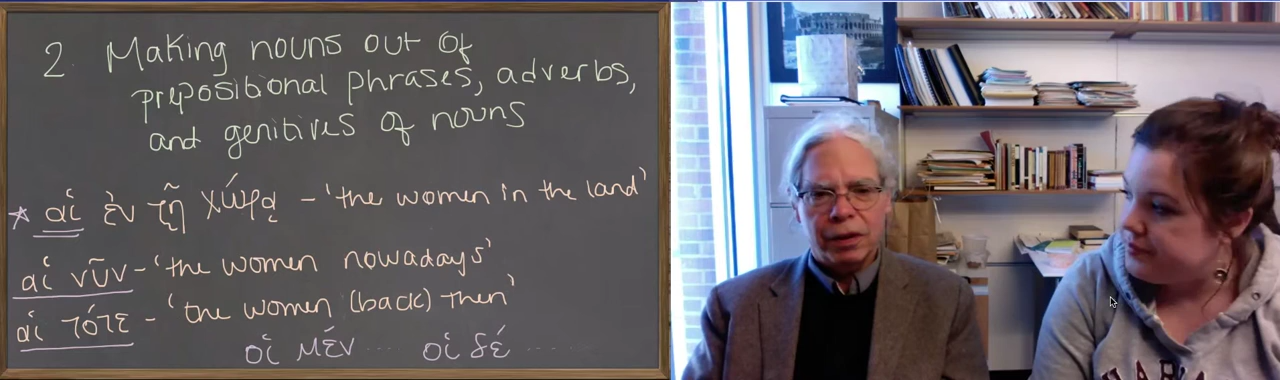 2. Making nouns out of
prepositional phrases, adverbs,
and genitives of nouns
* αἱ ἐν τῇ χώρᾳ – 'the women in the land'
αἱ νῦν – 'the women nowadays'
αἱ τότε – 'the women (back) then'
οἱ μέν ... οἱ δέ .....